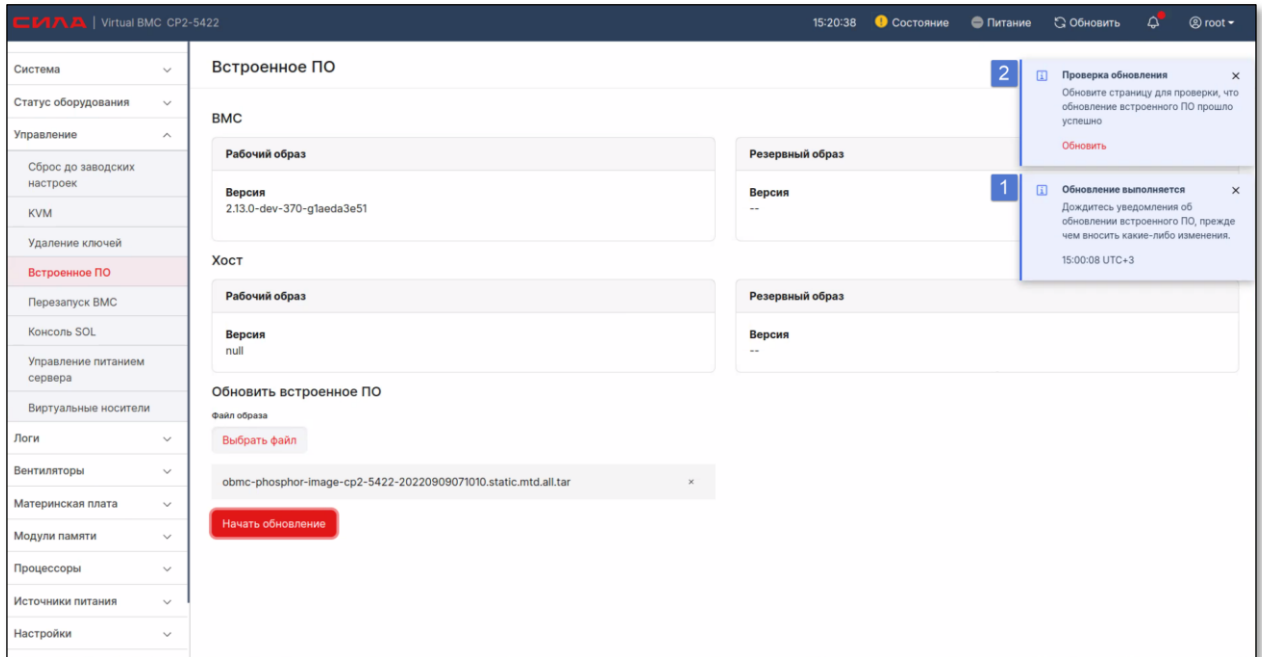 СИЛА | Virtual BMC CP2-5422
15:20:38
Состояние
Питание
Обновить
root
Система
Статус оборудования
Управление
Сброс до заводских
настроек
KVM
Удаление ключей
Встроенное ПО
Перезапуск BMC
Консоль SOL
Управление питанием
сервера
Виртуальные носители
Логи
Вентиляторы
Материнская плата
Модули памяти
Процессоры
Источники питания
Настройки
Встроенное ПО
BMC
Рабочий образ
Версия
2.13.0-dev-370-g1aeda3e51
Резервный образ
Версия
--
Хост
Рабочий образ
Версия
null
Резервный образ
Версия
--
Обновить встроенное ПО
Файл образа
Выбрать файл
obmc-phosphor-image-cp2-5422-20220909071010.static.mtd.all.tar
Начать обновление
2
Проверка обновления
Обновите страницу для проверки, что
обновление встроенного ПО прошло
успешно
Обновить
1
Обновление выполняется
Дождитесь уведомления об
обновлении встроенного ПО, прежде
чем вносить какие-либо изменения.
15:00:08 UTC+3